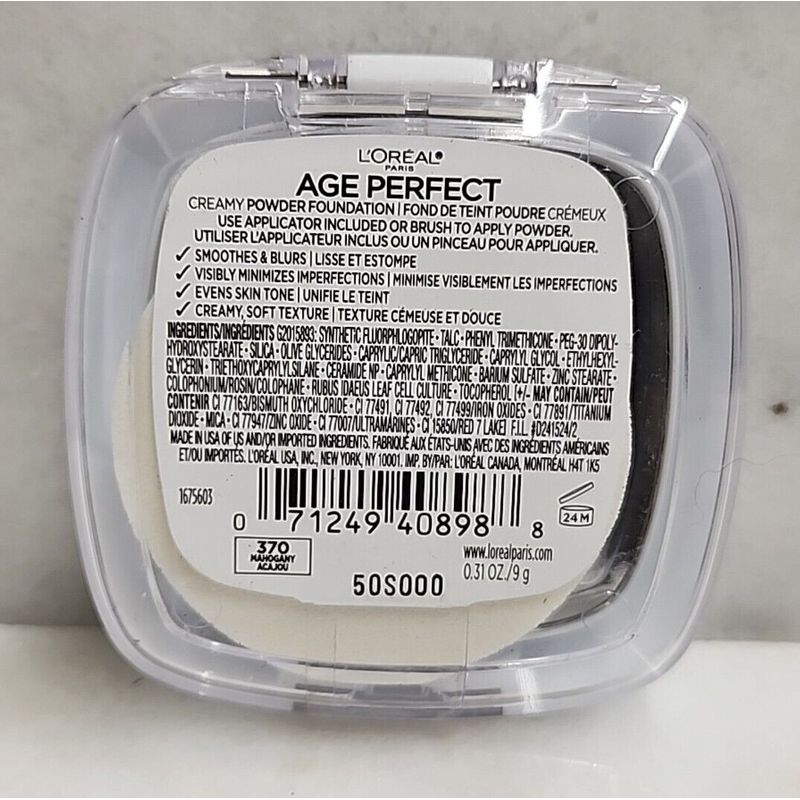 L'ORÉAL®
PARIS
AGE PERFECT
CREAMY POWDER FOUNDATION | FOND DE TEINT POUDRE CRÉMEUX
USE APPLICATOR INCLUDED OR BRUSH TO APPLY POWDER.
UTILISER L'APPLICATEUR INCLUS OU UN PINCEAU POUR APPLIQUER.
✓ SMOOTHES & BLURS | LISSE ET ESTOMPE
✓ VISIBLY MINIMIZES IMPERFECTIONS | MINIMISE VISIBLEMENT LES IMPERFECTIONS
✓ EVENS SKIN TONE | UNIFIE LE TEINT
✓ CREAMY, SOFT TEXTURE | TEXTURE CÉMEUSE ET DOUCE
INGREDIENTS/INGRÉDIENTS G2015893: SYNTHETIC FLUORPHLOGOPITE • TALC • PHENYL TRIMETHICONE • PEG-30 DIPOLY-
HYDROXYSTEARATE • SILICA • OLIVE GLYCERIDES • CAPRYLIC/CAPRIC TRIGLYCERIDE • CAPRYLYL GLYCOL • ETHYLHEXYL-
GLYCERIN • TRIETHOXYCAPRYLYLSILANE • CERAMIDE NP • CAPRYLYL METHICONE • BARIUM SULFATE • ZINC STEARATE •
COLOPHONIUM/ROSIN/COLOPHANE • RUBUS IDAEUS LEAF CELL CULTURE • TOCOPHEROL [+/- MAY CONTAIN/PEUT
CONTENIR CI 77163/BISMUTH OXYCHLORIDE • CI 77491, CI 77492, CI 77499/IRON OXIDES • CI 77891/TITANIUM
DIOXIDE • MICA • CI 77947/ZINC OXIDE • CI 77007/ULTRAMARINES • CI 15850/RED 7 LAKE] F.I.L. #D241524/2
MADE IN USA OF US AND/OR IMPORTED INGREDIENTS. FABRIQUÉ AUX ÉTATS-UNIS AVEC DES INGRÉDIENTS AMÉRICAINS
ET/OU IMPORTÉS. L'ORÉAL USA, INC., NEW YORK, NY 10001. IMP. BY/PAR: L'ORÉAL CANADA, MONTRÉAL H4T 1K5
1675603
0 71249 40898 8
24 M
370
MAHOGANY
ACAJOU
www.lorealparis.com
0.31 OZ./9 g
50S000